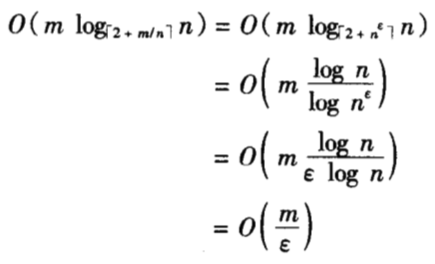 O( m log⌈2 + m/n⌉ n ) = O( m log⌈2 + n^ε⌉ n )
= O( m log n / log n^ε )
= O( m log n / ε log n )
= O( m / ε )